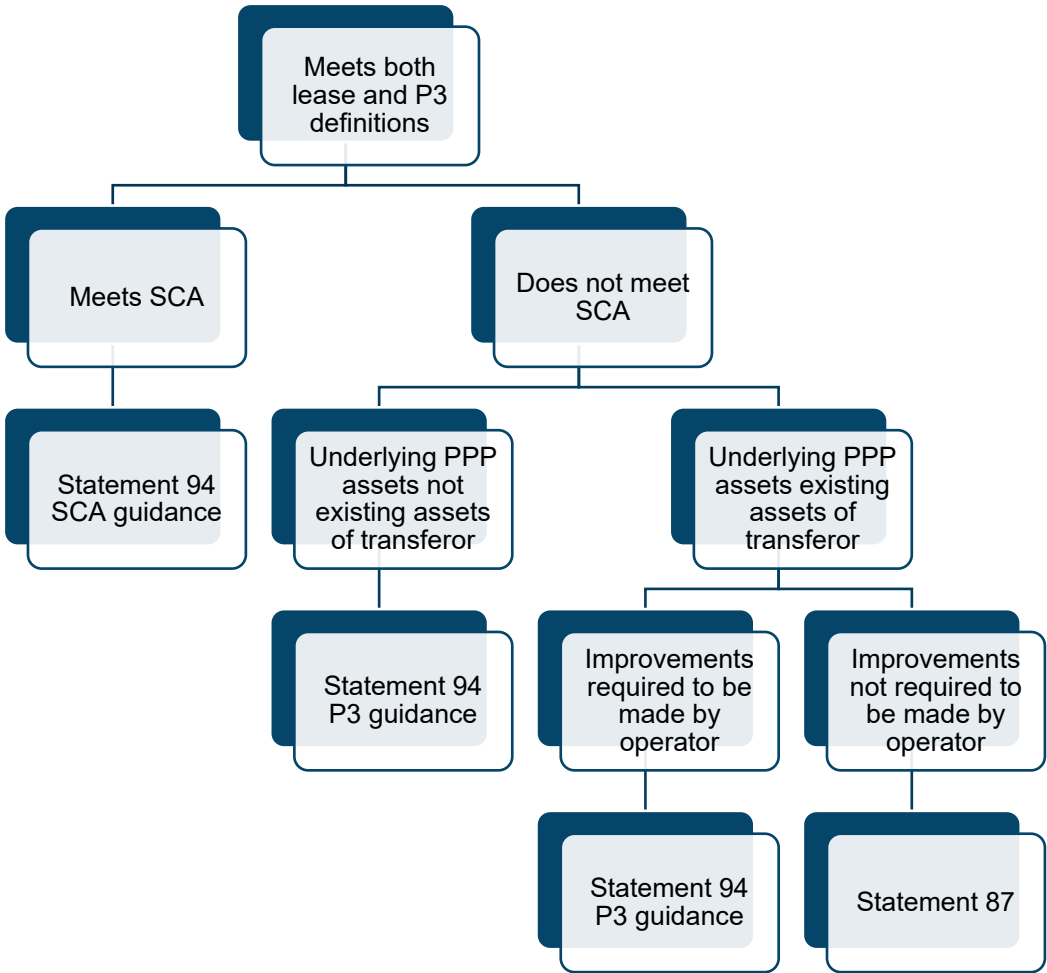 Meets both
lease and P3
definitions
Meets SCA
Does not meet
SCA
Statement 94
SCA guidance
Underlying PPP
assets not
existing assets
of transferor
Underlying PPP
assets existing
assets of
transferor
Statement 94
P3 guidance
Improvements
required to be
made by
operator
Improvements
not required to
be made by
operator
Statement 94
P3 guidance
Statement 87